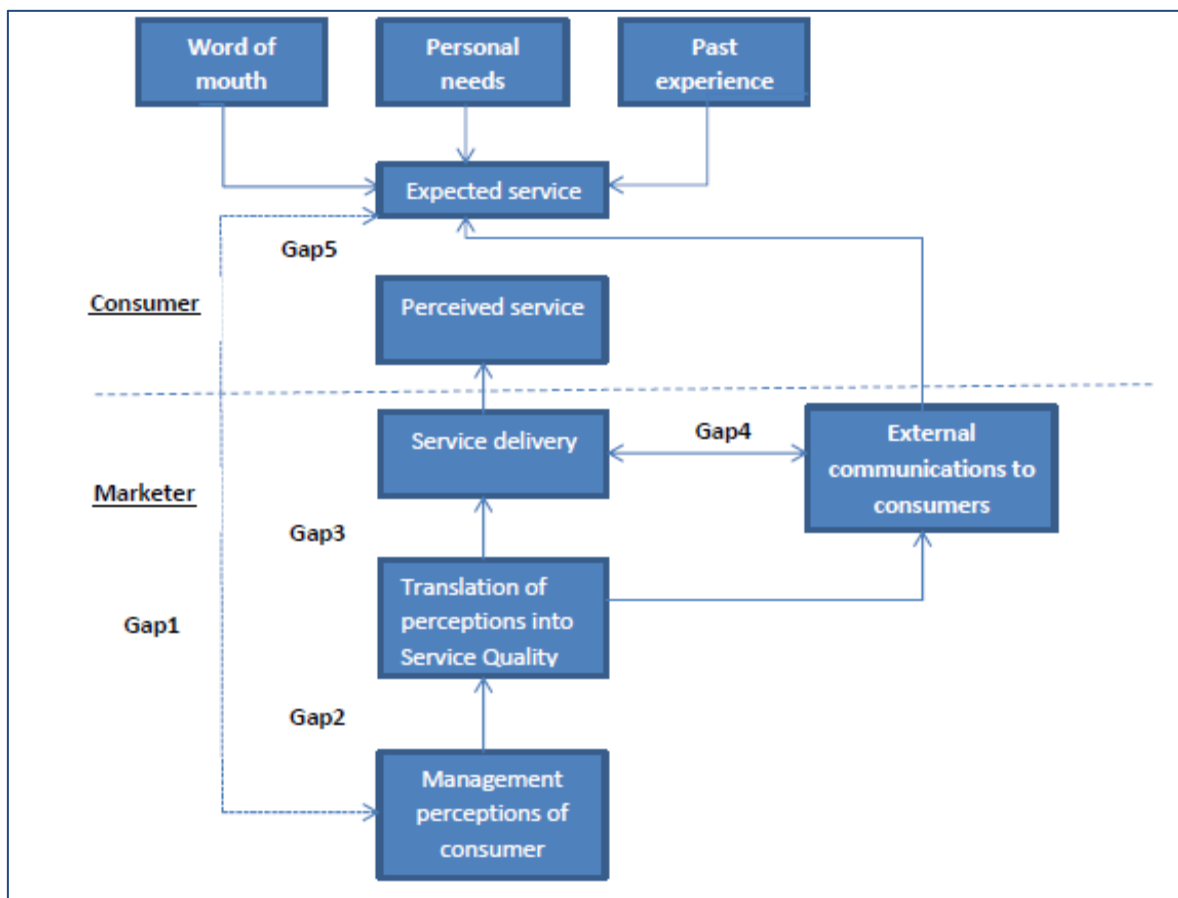 Word of
mouth
Personal
needs
Past
experience
Expected service
Gap5
Consumer
Perceived service
Service delivery
Gap4
External
communications to
consumers
Marketer
Gap3
Translation of
perceptions into
Service Quality
Gap1
Gap2
Management
perceptions of
consumer